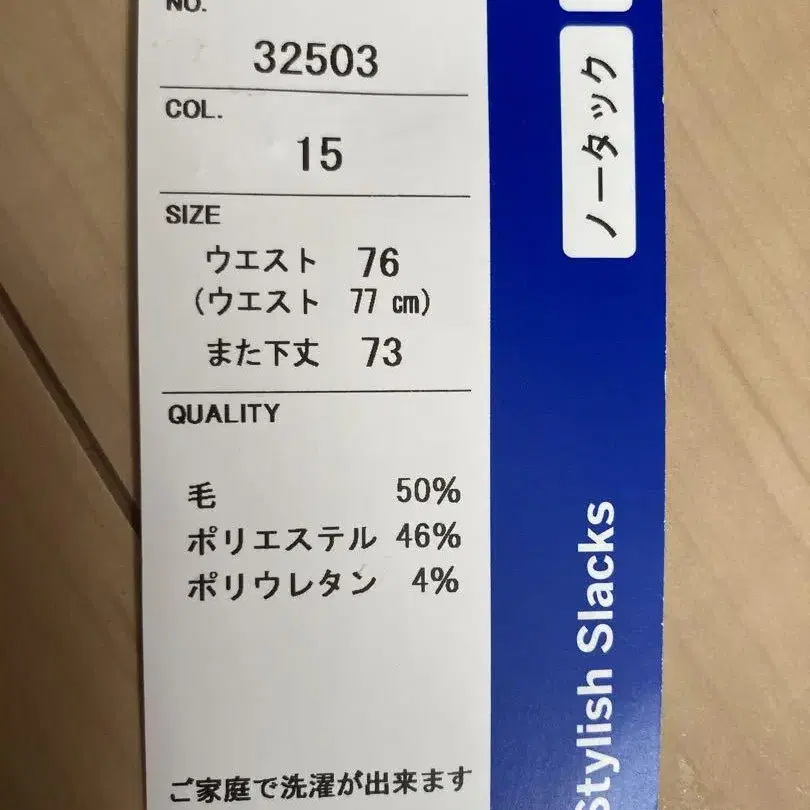 NO.
32503
COL.
15
SIZE
ウエスト 76
(ウエスト 77 cm)
また下丈 73
QUALITY
毛 50%
ポリエステル 46%
ポリウレタン 4%
ご家庭で洗濯が出来ます
ノータック
Stylish Slacks